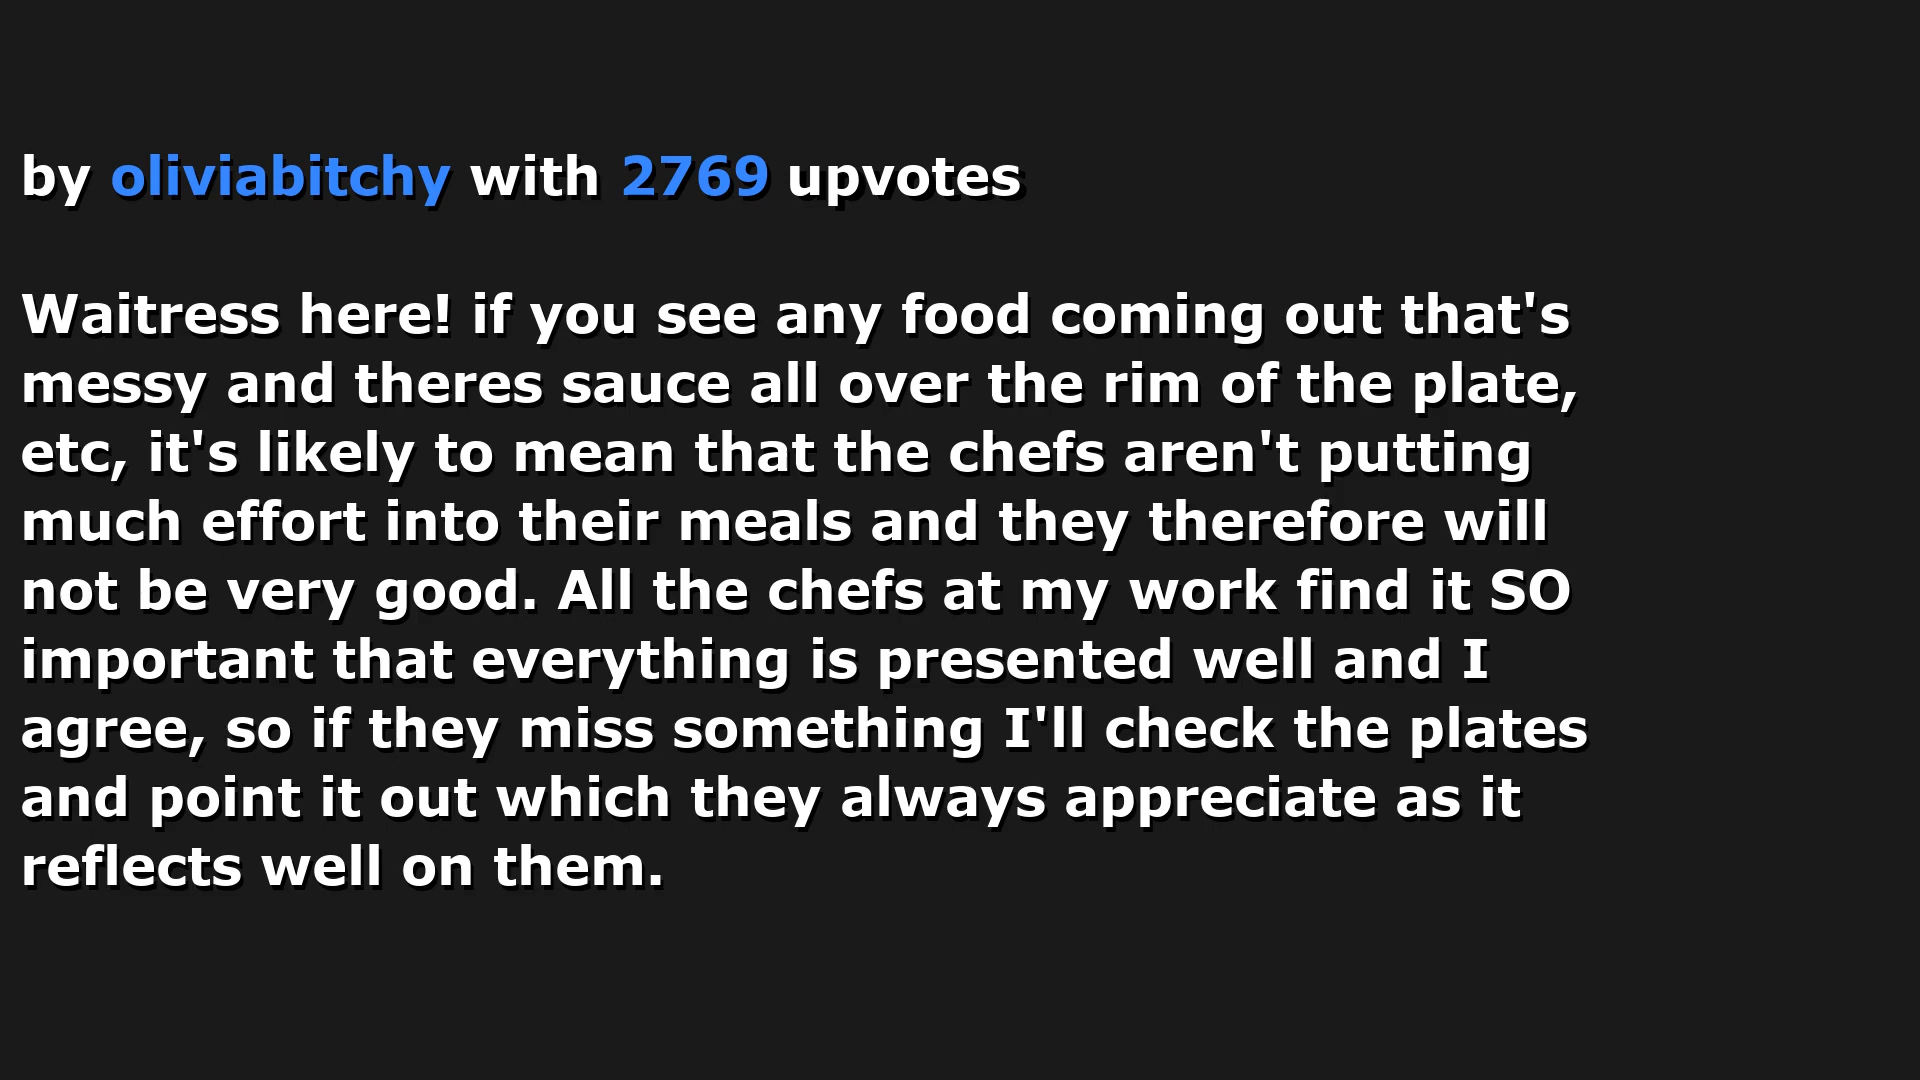 by oliviabitchy with 2769 upvotes
Waitress here! if you see any food coming out that's
messy and theres sauce all over the rim of the plate,
etc, it's likely to mean that the chefs aren't putting
much effort into their meals and they therefore will
not be very good. All the chefs at my work find it SO
important that everything is presented well and I
agree, so if they miss something I'll check the plates
and point it out which they always appreciate as it
reflects well on them.